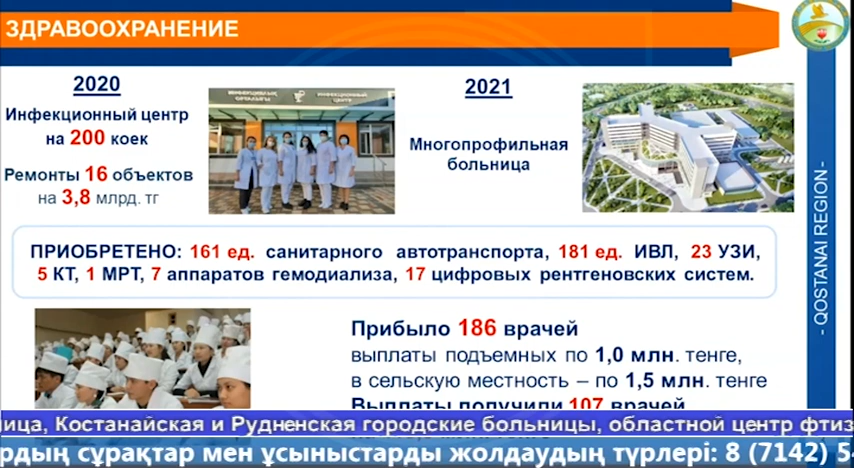 ЗДРАВООХРАНЕНИЕ
2020
Инфекционный центр
на 200 коек
Ремонты 16 объектов
на 3,8 млрд. тг
2021
Многопрофильная
больница
ПРИОБРЕТЕНО: 161 ед. санитарного автотранспорта, 181 ед. ИВЛ, 23 УЗИ,
5 КТ, 1 МРТ, 7 аппаратов гемодиализа, 17 цифровых рентгеновских систем.
- QOSTANAI REGION -
Прибыло 186 врачей
выплаты подъемных по 1,0 млн. тенге,
в сельскую местность – по 1,5 млн. тенге
Выплаты получили 107 врачей
ница, Костанайская и Рудненская городские больницы, областной центр фтиз
рдың сұрақтар мен ұсыныстарды жолдаудың түрлері: 8 (7142) 54